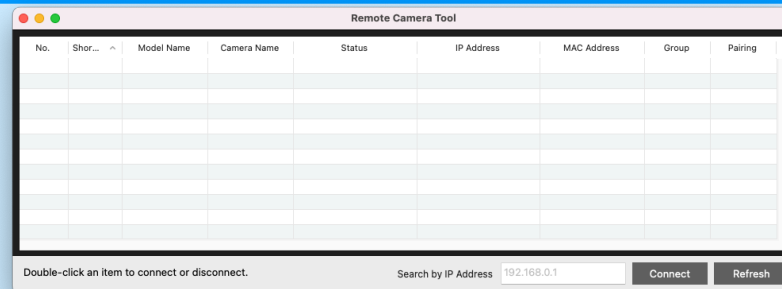 Remote Camera Tool
No. Shor... Model Name Camera Name Status IP Address MAC Address Group Pairing
Double-click an item to connect or disconnect. Search by IP Address 192.168.0.1 Connect Refresh